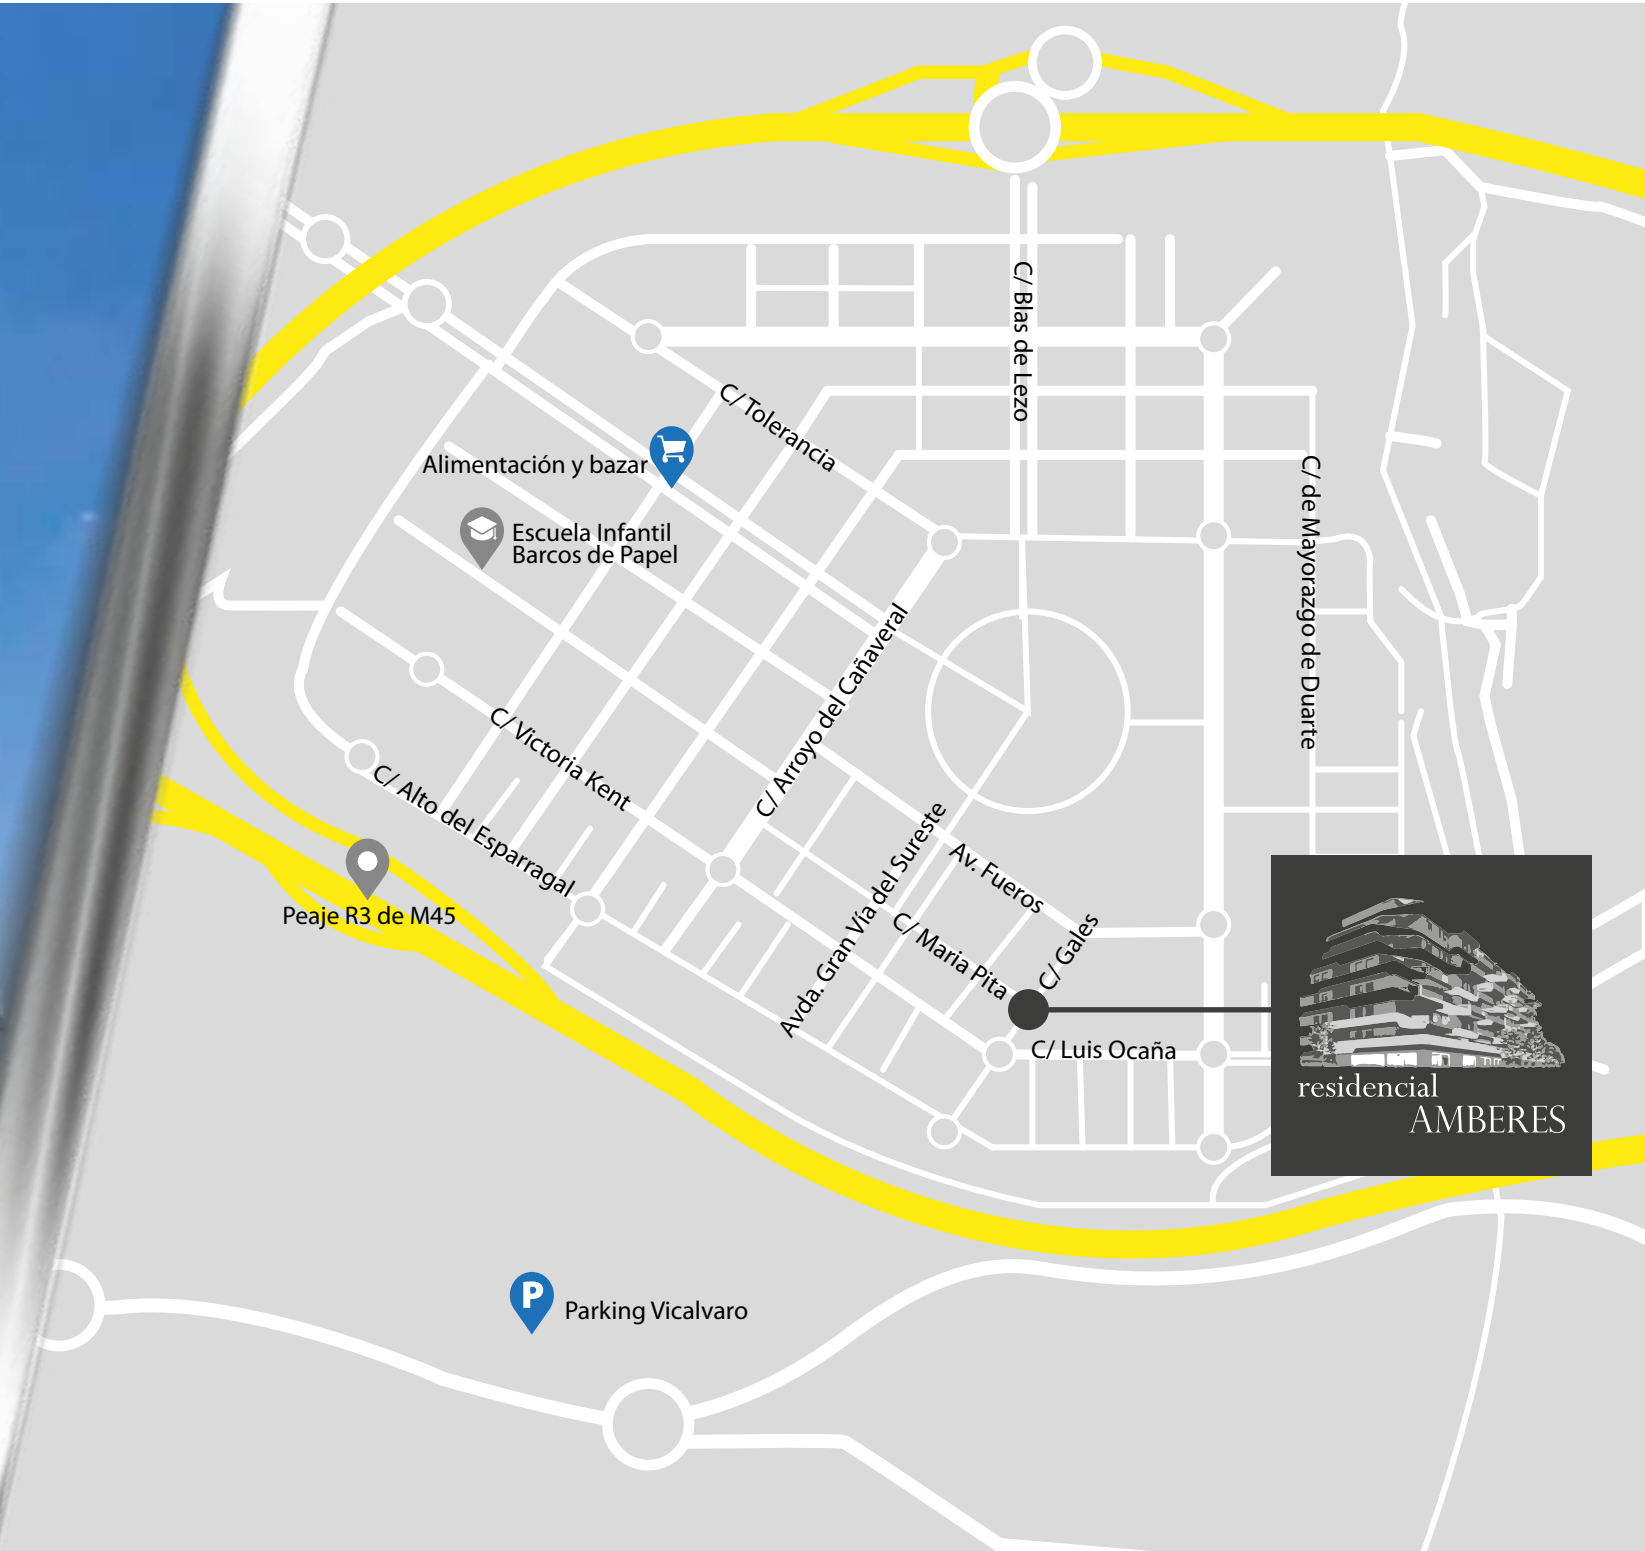 C/ Blas de Lezo
C/ Tolerancia
Alimentación y bazar
C/ de Mayorazgo de Duarte
Escuela Infantil
Barcos de Papel
C/ Arroyo del Cañaveral
C/ Victoria Kent
C/ Alto del Esparragal
Avda. Gran Vía del Sureste
Av. Fueros
Peaje R3 de M45
C/ Maria Pita
C/ Gales
C/ Luis Ocaña
residencial
AMBERES
P
Parking Vicalvaro